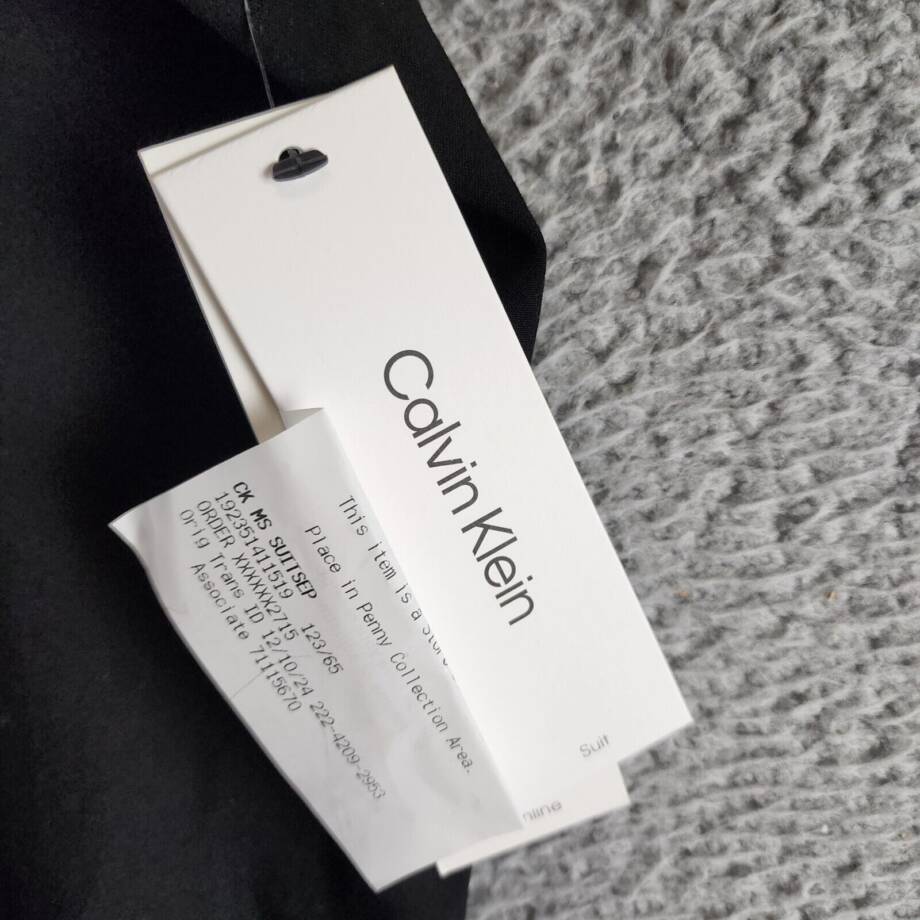 Calvin Klein
Suit
This item is a
Place in Penny Collection Area.
CK MS SUITSEP
192351411519 123/65
ORDER XXXXXX2715
Orig Trans ID 12/10/24 222-4209-2953
Associate 71115670